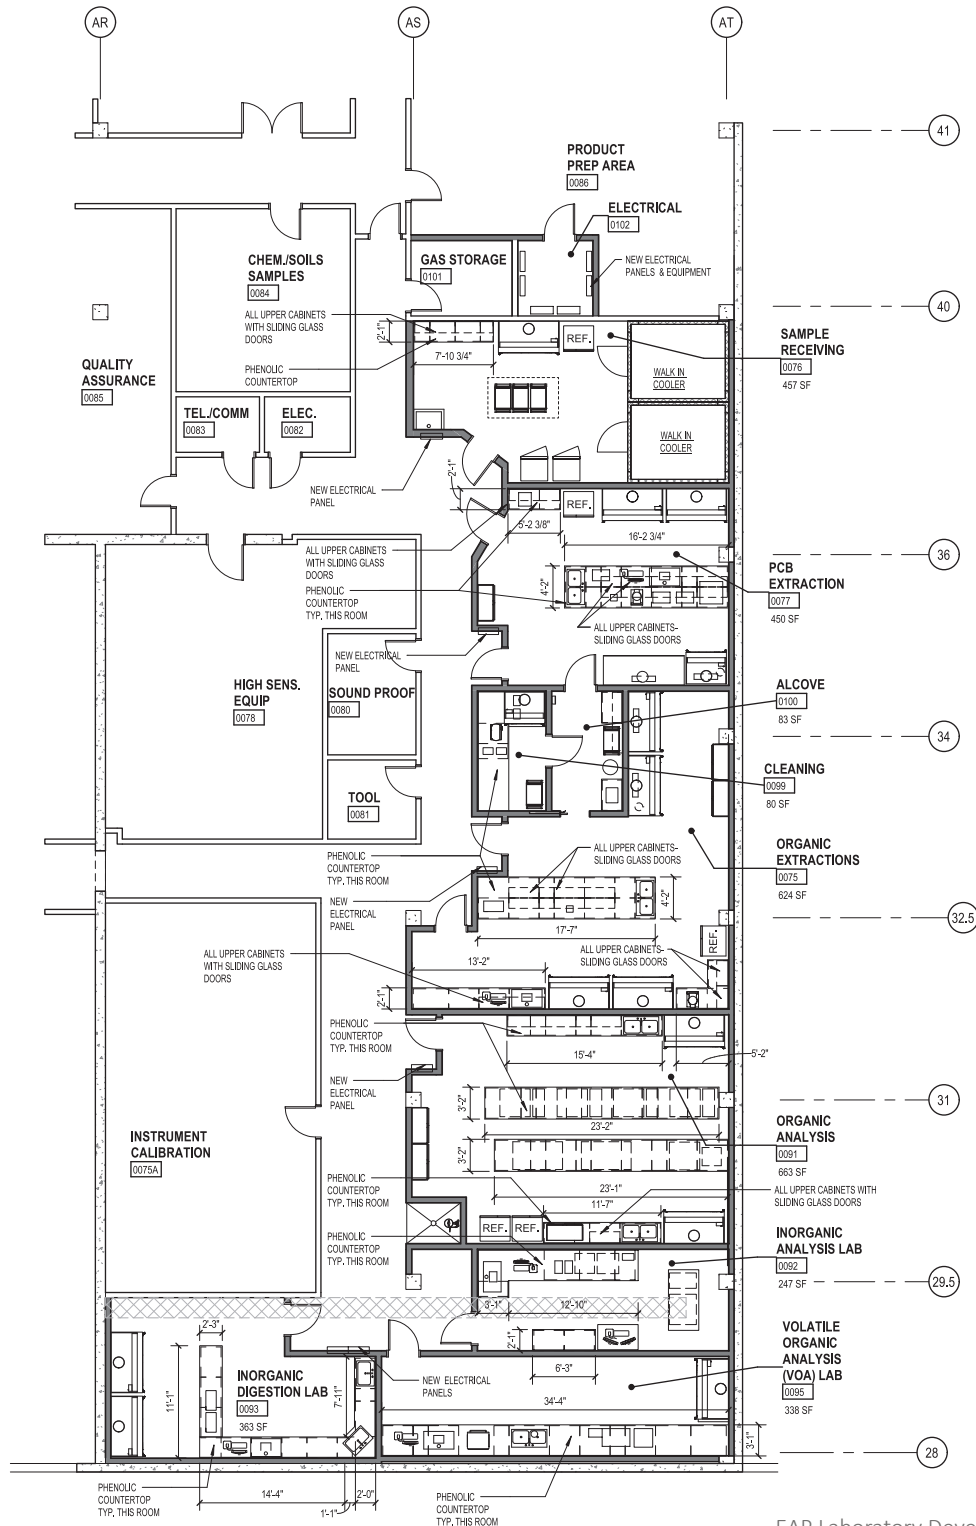 AR
AS
AT
41
PRODUCT
PREP AREA
0086
ELECTRICAL
0102
CHEM./SOILS
SAMPLES
0084
GAS STORAGE
0101
NEW ELECTRICAL
PANELS & EQUIPMENT
40
ALL UPPER CABINETS
WITH SLIDING GLASS
DOORS
2'-1"
REF.
SAMPLE
RECEIVING
0076
457 SF
QUALITY
ASSURANCE
0085
7'-10 3/4"
PHENOLIC
COUNTERTOP
WALK IN
COOLER
TEL./COMM
0083
ELEC.
0082
WALK IN
COOLER
NEW ELECTRICAL
PANEL
2'-1"
REF.
5'-2 3/8"
16'-2 3/4"
36
ALL UPPER CABINETS
WITH SLIDING GLASS
DOORS
PHENOLIC
COUNTERTOP
TYP. THIS ROOM
4'-2"
PCB
EXTRACTION
0077
450 SF
ALL UPPER CABINETS-
SLIDING GLASS DOORS
NEW ELECTRICAL
PANEL
HIGH SENS.
EQUIP
0078
SOUND PROOF
0080
ALCOVE
0100
83 SF
34
CLEANING
0099
80 SF
TOOL
0081
PHENOLIC
COUNTERTOP
TYP. THIS ROOM
ALL UPPER CABINETS-
SLIDING GLASS DOORS
ORGANIC
EXTRACTIONS
0075
624 SF
NEW
ELECTRICAL
PANEL
4'-2"
17'-7"
32.5
REF.
ALL UPPER CABINETS
WITH SLIDING GLASS
DOORS
ALL UPPER CABINETS-
SLIDING GLASS DOORS
13'-2"
2'-1"
PHENOLIC
COUNTERTOP
TYP. THIS ROOM
15'-4"
5'-2"
NEW
ELECTRICAL
PANEL
3'-2"
31
23'-2"
ORGANIC
ANALYSIS
0091
663 SF
INSTRUMENT
CALIBRATION
0075A
3'-2"
PHENOLIC
COUNTERTOP
TYP. THIS ROOM
23'-1"
11'-7"
ALL UPPER CABINETS WITH
SLIDING GLASS DOORS
REF.
REF.
PHENOLIC
COUNTERTOP
TYP. THIS ROOM
INORGANIC
ANALYSIS LAB
0092
247 SF
29.5
3'-1"
12'-10"
2'-3"
2'-1"
VOLATILE
ORGANIC
ANALYSIS
(VOA) LAB
0095
338 SF
6'-3"
11'-1"
INORGANIC
DIGESTION LAB
0093
363 SF
7'-11"
NEW ELECTRICAL
PANELS
34'-4"
3'-1"
28
PHENOLIC
COUNTERTOP
TYP. THIS ROOM
14'-4"
1'-1"
2'-0"
PHENOLIC
COUNTERTOP
TYP. THIS ROOM